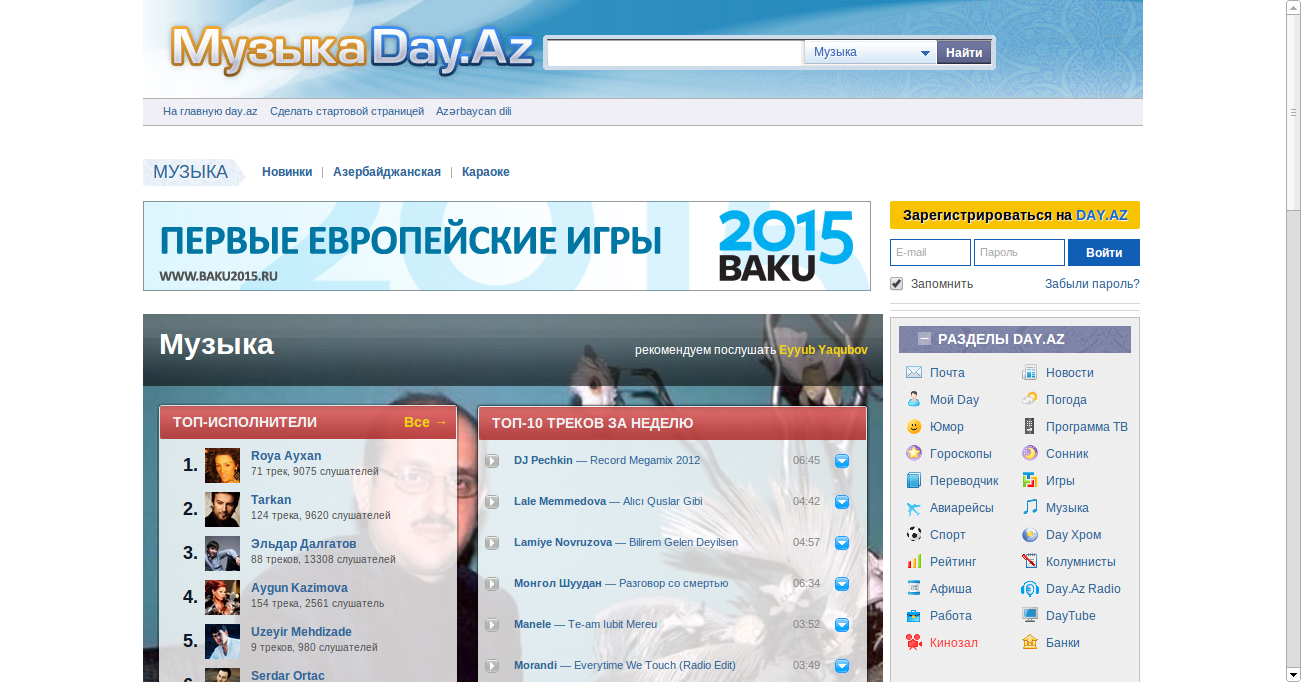 МузыкаDay.Az
Музыка
Найти
На главную day.az Сделать стартовой страницей Azərbaycan dili
МУЗЫКА
Новинки | Азербайджанская | Караоке
ПЕРВЫЕ ЕВРОПЕЙСКИЕ ИГРЫ
WWW.BAKU2015.RU
2015
BAKU
Зарегистрироваться на DAY.AZ
E-mail Пароль Войти
Запомнить Забыли пароль?
Музыка
рекомендуем послушать Eyyub Yaqubov
ТОП-ИСПОЛНИТЕЛИ Все →
1. Roya Ayxan
71 трек, 9075 слушателей
2. Tarkan
124 трека, 9620 слушателей
3. Эльдар Далгатов
88 треков, 13308 слушателей
4. Aygun Kazimova
154 трека, 2561 слушатель
5. Uzeyir Mehdizade
9 треков, 980 слушателей
Serdar Ortac
ТОП-10 ТРЕКОВ ЗА НЕДЕЛЮ
DJ Pechkin — Record Megamix 2012 06:45
Lale Memmedova — Alıcı Quslar Gibi 04:42
Lamiye Novruzova — Bilirem Gelen Deyilsen 04:57
Монгол Шуудан — Разговор со смертью 06:34
Manele — Te-am Iubit Mereu 03:52
Morandi — Everytime We Touch (Radio Edit) 03:49
РАЗДЕЛЫ DAY.AZ
Почта Новости
Мой Day Погода
Юмор Программа ТВ
Гороскопы Сонник
Переводчик Игры
Авиарейсы Музыка
Спорт Day Хром
Рейтинг Колумнисты
Афиша Day.Az Radio
Работа DayTube
Кинозал Банки